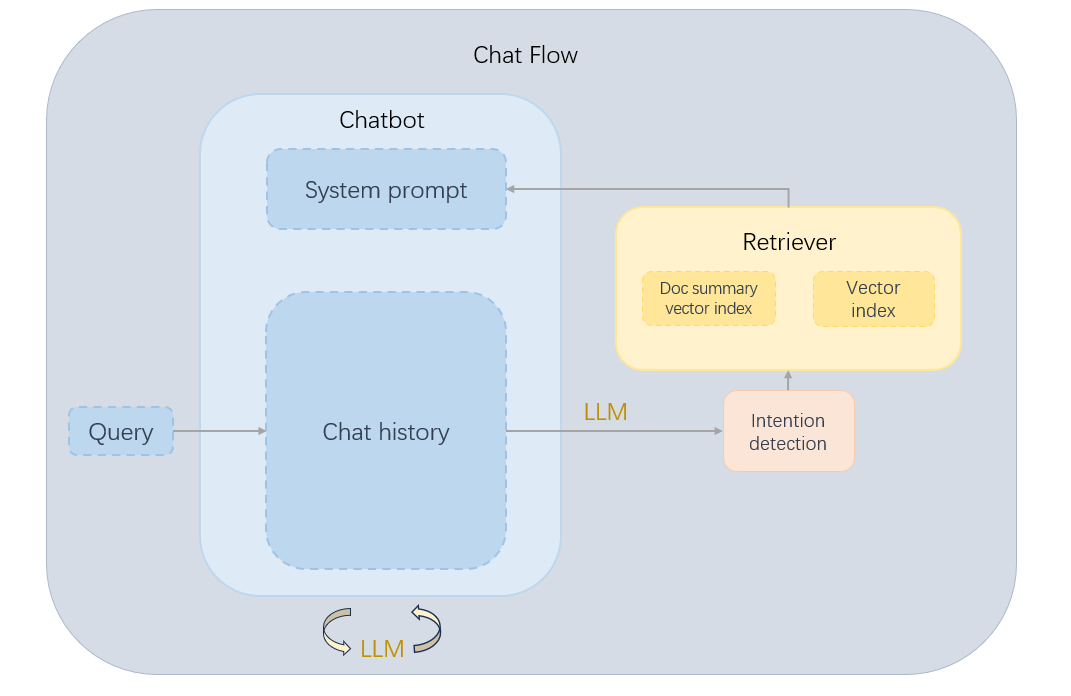 Chat Flow
Chatbot
System prompt
Retriever
Doc summary
vector index
Vector
index
Query
Chat history
LLM
Intention
detection
LLM